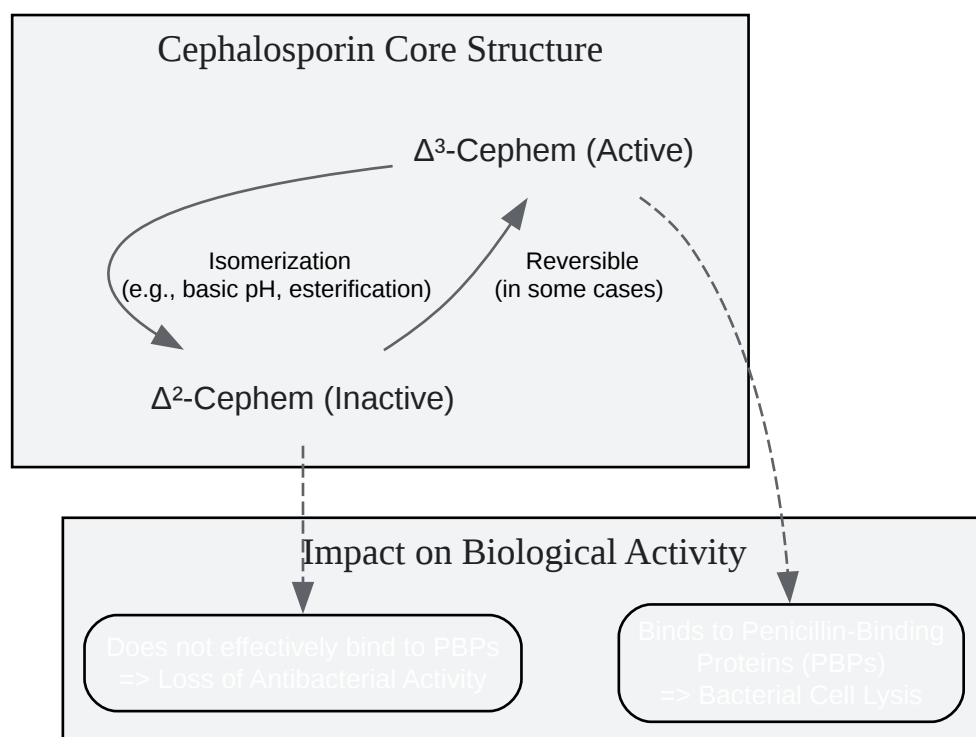 Cephalosporin Core Structure
Δ³-Cephem (Active)
Isomerization
(e.g., basic pH, esterification)
Reversible
(in some cases)
Δ²-Cephem (Inactive)
Impact on Biological Activity
Does not effectively bind to PBPs
=> Loss of Antibacterial Activity
Binds to Penicillin-Binding
Proteins (PBPs)
=> Bacterial Cell Lysis